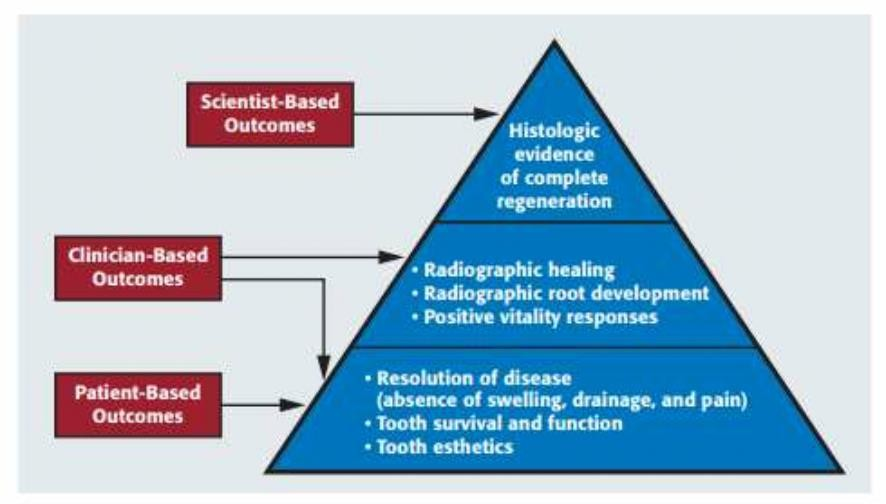 Scientist-Based
Outcomes
Histologic
evidence
of complete
regeneration
Clinician-Based
Outcomes
• Radiographic healing
• Radiographic root development
• Positive vitality responses
Patient-Based
Outcomes
• Resolution of disease
(absence of swelling, drainage, and pain)
• Tooth survival and function
• Tooth esthetics